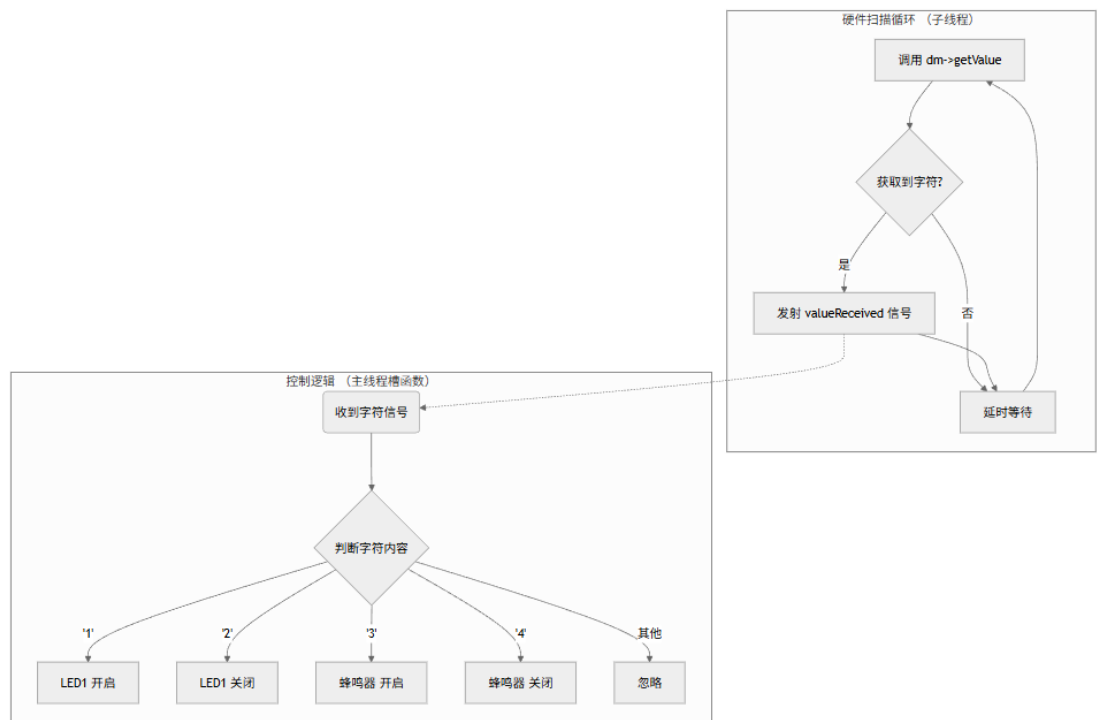 硬件扫描循环 （子线程）
调用 dm->getValue
获取到字符?
是
否
发射 valueReceived 信号
延时等待
控制逻辑 （主线程槽函数）
收到字符信号
判断字符内容
'1'
'2'
'3'
'4'
其他
LED1 开启
LED1 关闭
蜂鸣器 开启
蜂鸣器 关闭
忽略